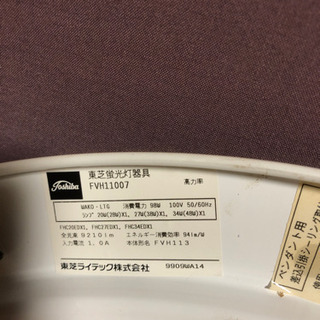 Toshiba
東芝蛍光灯器具
FVH11007 高力率
WAKO-LTG 消費電力 98W 100V 50/60Hz
ランプ 20W(28W)X1, 27W(38W)X1, 34W(48W)X1
FHC20EDX1, FHC27EDX1, FHC34EDX1
全光束 9210lm エネルギー消費効率 94lm/W
入力電流 1.0A 本体形名 FVH113
東芝ライテック株式会社 9909WA14
ペンダント用